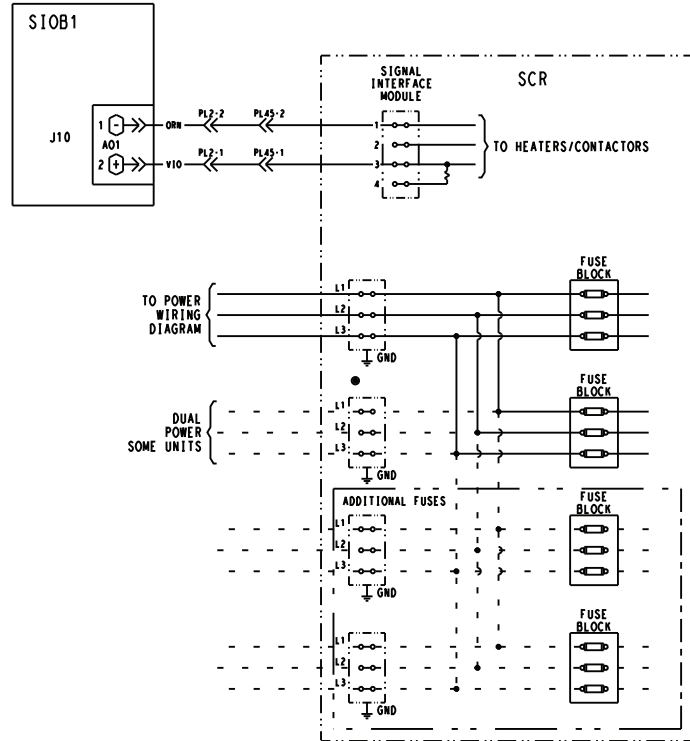 SIOB1
SCR
SIGNAL
INTERFACE
MODULE
J10
1 -
AO1
2 +
ORN
PL2-2
PL45-2
1
VIO
PL2-1
PL45-1
2
3
4
TO HEATERS/CONTACTORS
FUSE
BLOCK
TO POWER
WIRING
DIAGRAM
L1
L2
L3
GND
FUSE
BLOCK
DUAL
POWER
SOME UNITS
L1
L2
L3
GND
ADDITIONAL FUSES
FUSE
BLOCK
L1
L2
L3
GND
FUSE
BLOCK
L1
L2
L3
GND